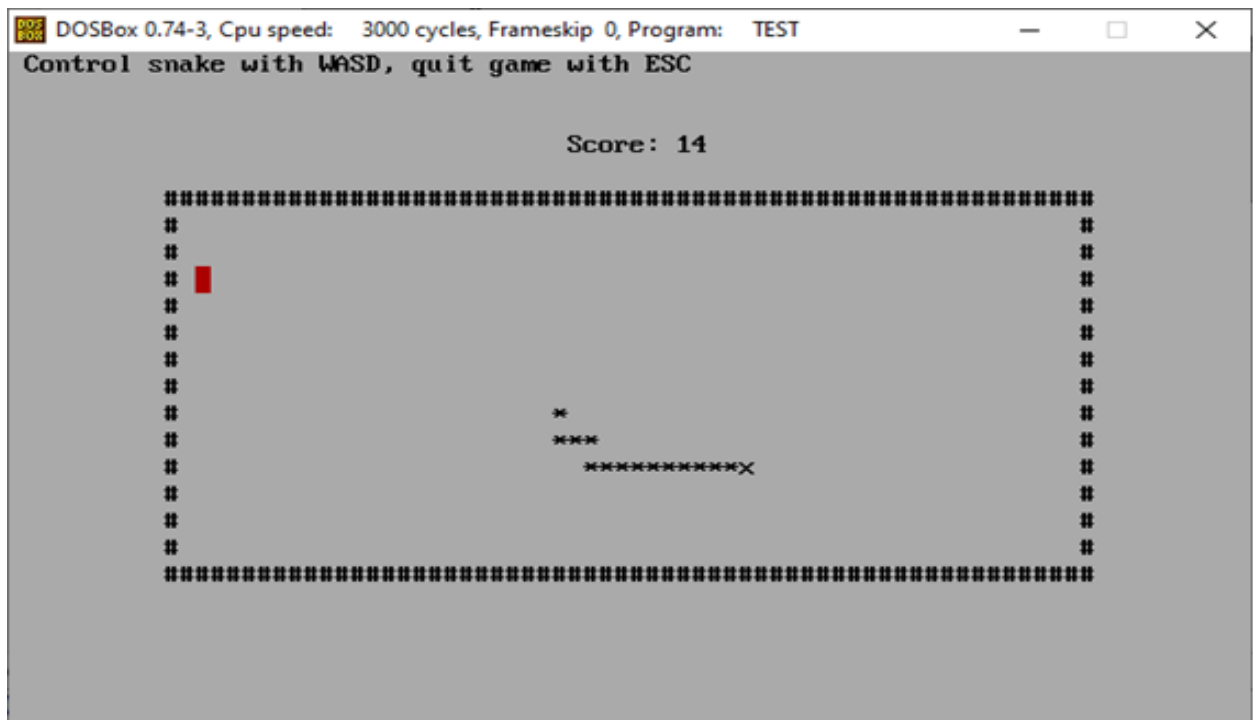 DOSBox 0.74-3, Cpu speed: 3000 cycles, Frameskip 0, Program: TEST
Control snake with WASD, quit game with ESC
Score: 14
############################################################
# #
# #
# #
# #
# #
# #
# #
# * #
# *** #
# **********X #
# #
# #
# #
############################################################